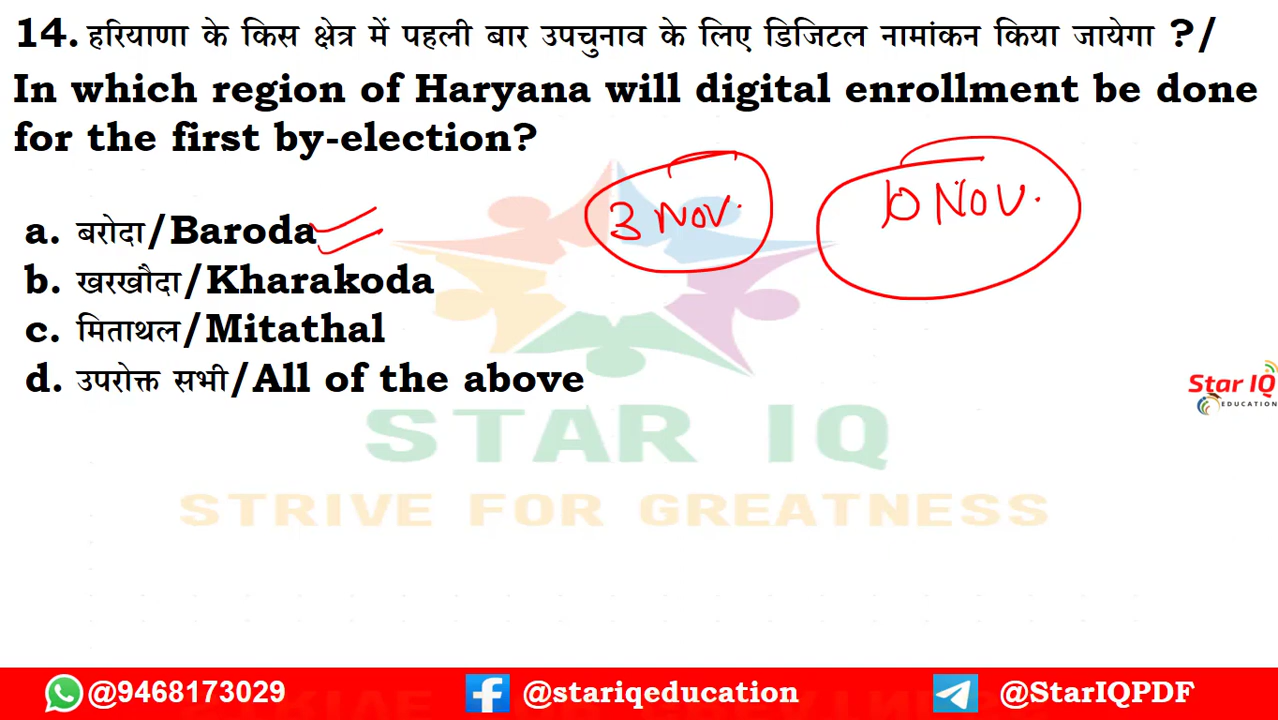 14. हरियाणा के किस क्षेत्र में पहली बार उपचुनाव के लिए डिजिटल नामांकन किया जायेगा ?/
In which region of Haryana will digital enrollment be done
for the first by-election?
3 Nov.
10 Nov.
a. बरोदा/Baroda
b. खरखौदा/Kharakoda
c. मिताथल/Mitathal
d. उपरोक्त सभी/All of the above
Star IQ
EDUCATION
STAR IQ
STRIVE FOR GREATNESS
@9468173029 @stariqeducation @StarIQPDF